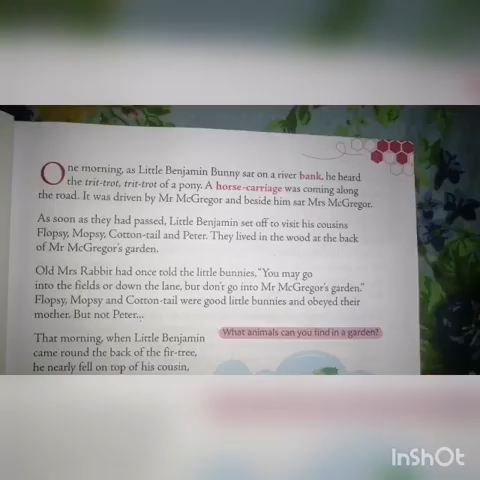 One morning, as Little Benjamin Bunny sat on a river bank, he heard
the trit-trot, trit-trot of a pony. A horse-carriage was coming along
the road. It was driven by Mr McGregor and beside him sat Mrs McGregor.
As soon as they had passed, Little Benjamin set off to visit his cousins
Flopsy, Mopsy, Cotton-tail and Peter. They lived in the wood at the back
of Mr McGregor's garden.
Old Mrs Rabbit had once told the little bunnies, "You may go
into the fields or down the lane, but don't go into Mr McGregor's garden."
Flopsy, Mopsy and Cotton-tail were good little bunnies and obeyed their
mother. But not Peter...
What animals can you find in a garden?
That morning, when Little Benjamin
came round the back of the fir-tree,
he nearly fell on top of his cousin.
InShOt